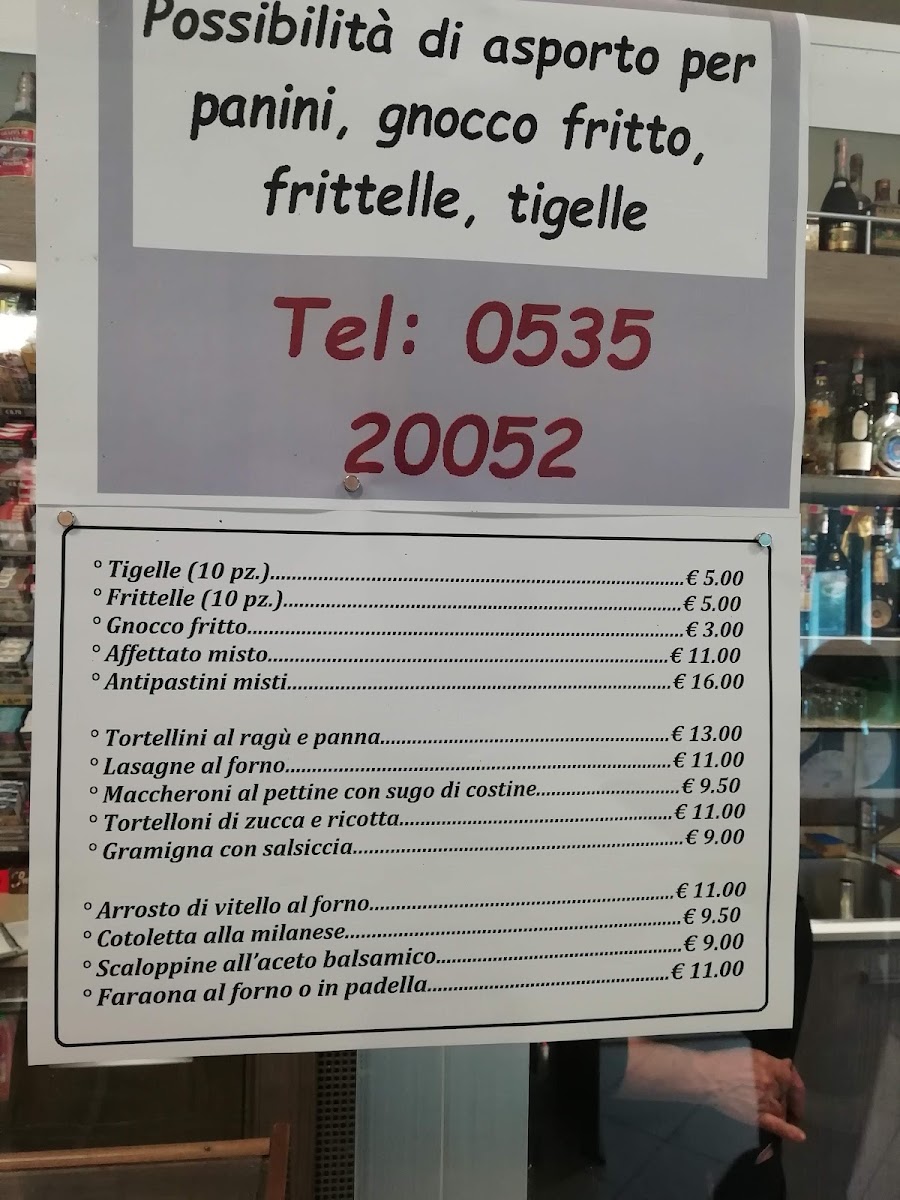 Possibilità di asporto per
panini, gnocco fritto,
frittelle, tigelle
Tel: 0535
20052
° Tigelle (10 pz.)......€ 5.00
° Frittelle (10 pz.)......€ 5.00
° Gnocco fritto......€ 3.00
° Affettato misto......€ 11.00
° Antipastini misti......€ 16.00
° Tortellini al ragù e panna......€ 13.00
° Lasagne al forno......€ 11.00
° Maccheroni al pettine con sugo di costine......€ 9.50
° Tortelloni di zucca e ricotta......€ 11.00
° Gramigna con salsiccia......€ 9.00
° Arrosto di vitello al forno......€ 11.00
° Cotoletta alla milanese......€ 9.50
° Scaloppine all'aceto balsamico......€ 9.00
° Faraona al forno o in padella......€ 11.00